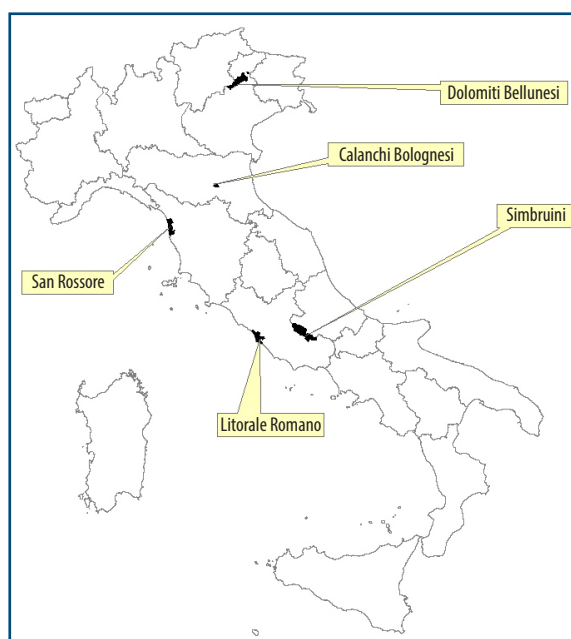 Dolomiti Bellunesi
Calanchi Bolognesi
Simbruini
San Rossore
Litorale Romano